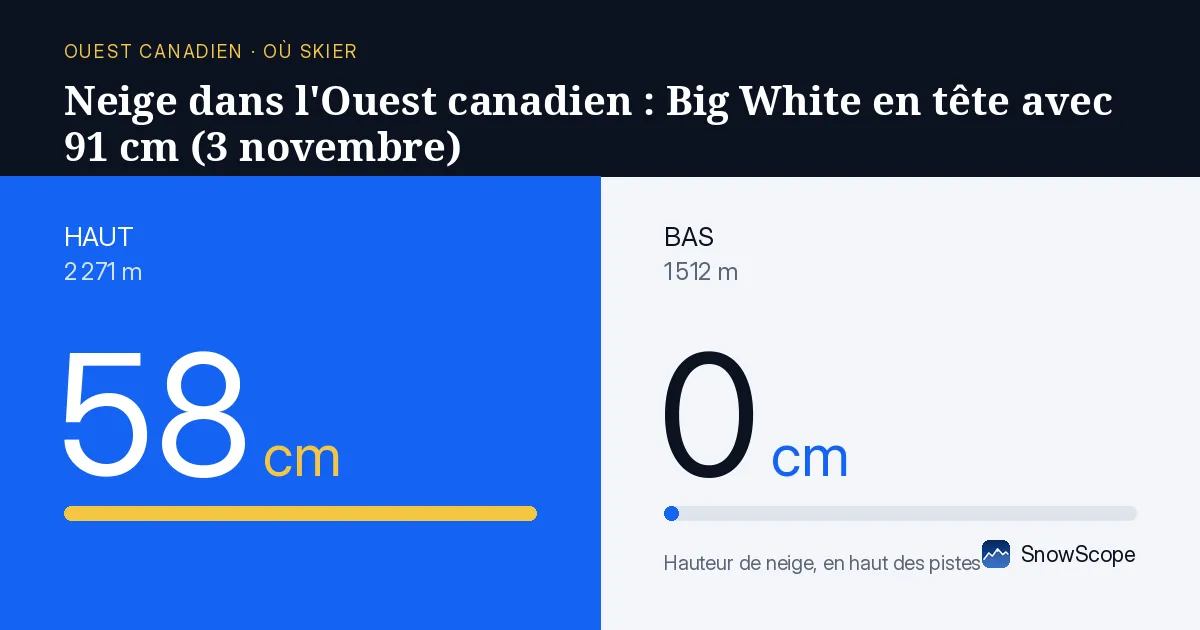 OUEST CANADIEN · OÙ SKIER
Neige dans l'Ouest canadien : Big White en tête avec
91 cm (3 novembre)
HAUT
2 271 m
58 cm
BAS
1 512 m
0 cm
Hauteur de neige, en haut des pistes
SnowScope